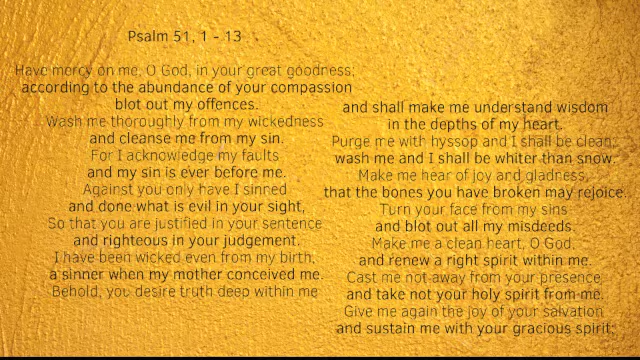 Psalm 51, 1 - 13
Have mercy on me, O God, in your great goodness;
according to the abundance of your compassion
blot out my offences.
Wash me thoroughly from my wickedness
and cleanse me from my sin.
For I acknowledge my faults
and my sin is ever before me.
Against you only have I sinned
and done what is evil in your sight,
So that you are justified in your sentence
and righteous in your judgement.
I have been wicked even from my birth,
a sinner when my mother conceived me.
Behold, you desire truth deep within me
and shall make me understand wisdom
in the depths of my heart.
Purge me with hyssop and I shall be clean;
wash me and I shall be whiter than snow.
Make me hear of joy and gladness,
that the bones you have broken may rejoice.
Turn your face from my sins
and blot out all my misdeeds.
Make me a clean heart, O God,
and renew a right spirit within me.
Cast me not away from your presence
and take not your holy spirit from me.
Give me again the joy of your salvation
and sustain me with your gracious spirit;